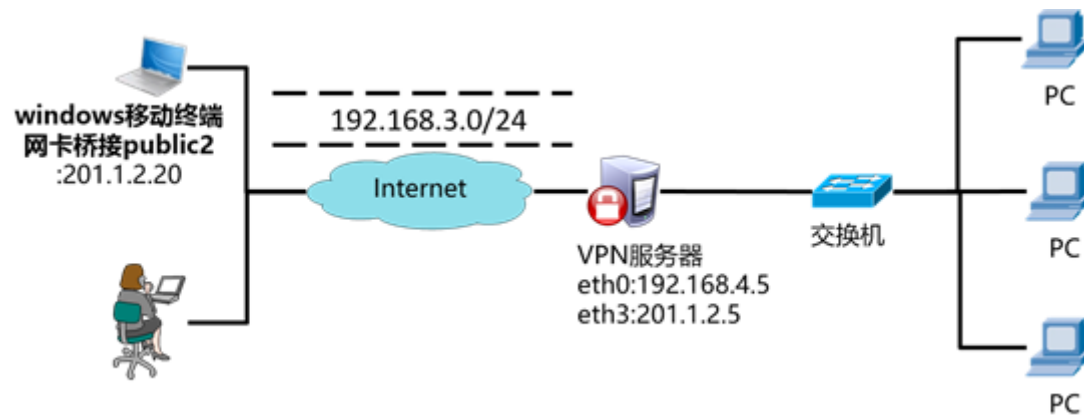 windows移动终端
网卡桥接public2
:201.1.2.20
192.168.3.0/24
Internet
VPN服务器
eth0:192.168.4.5
eth3:201.1.2.5
交换机
PC
PC
PC